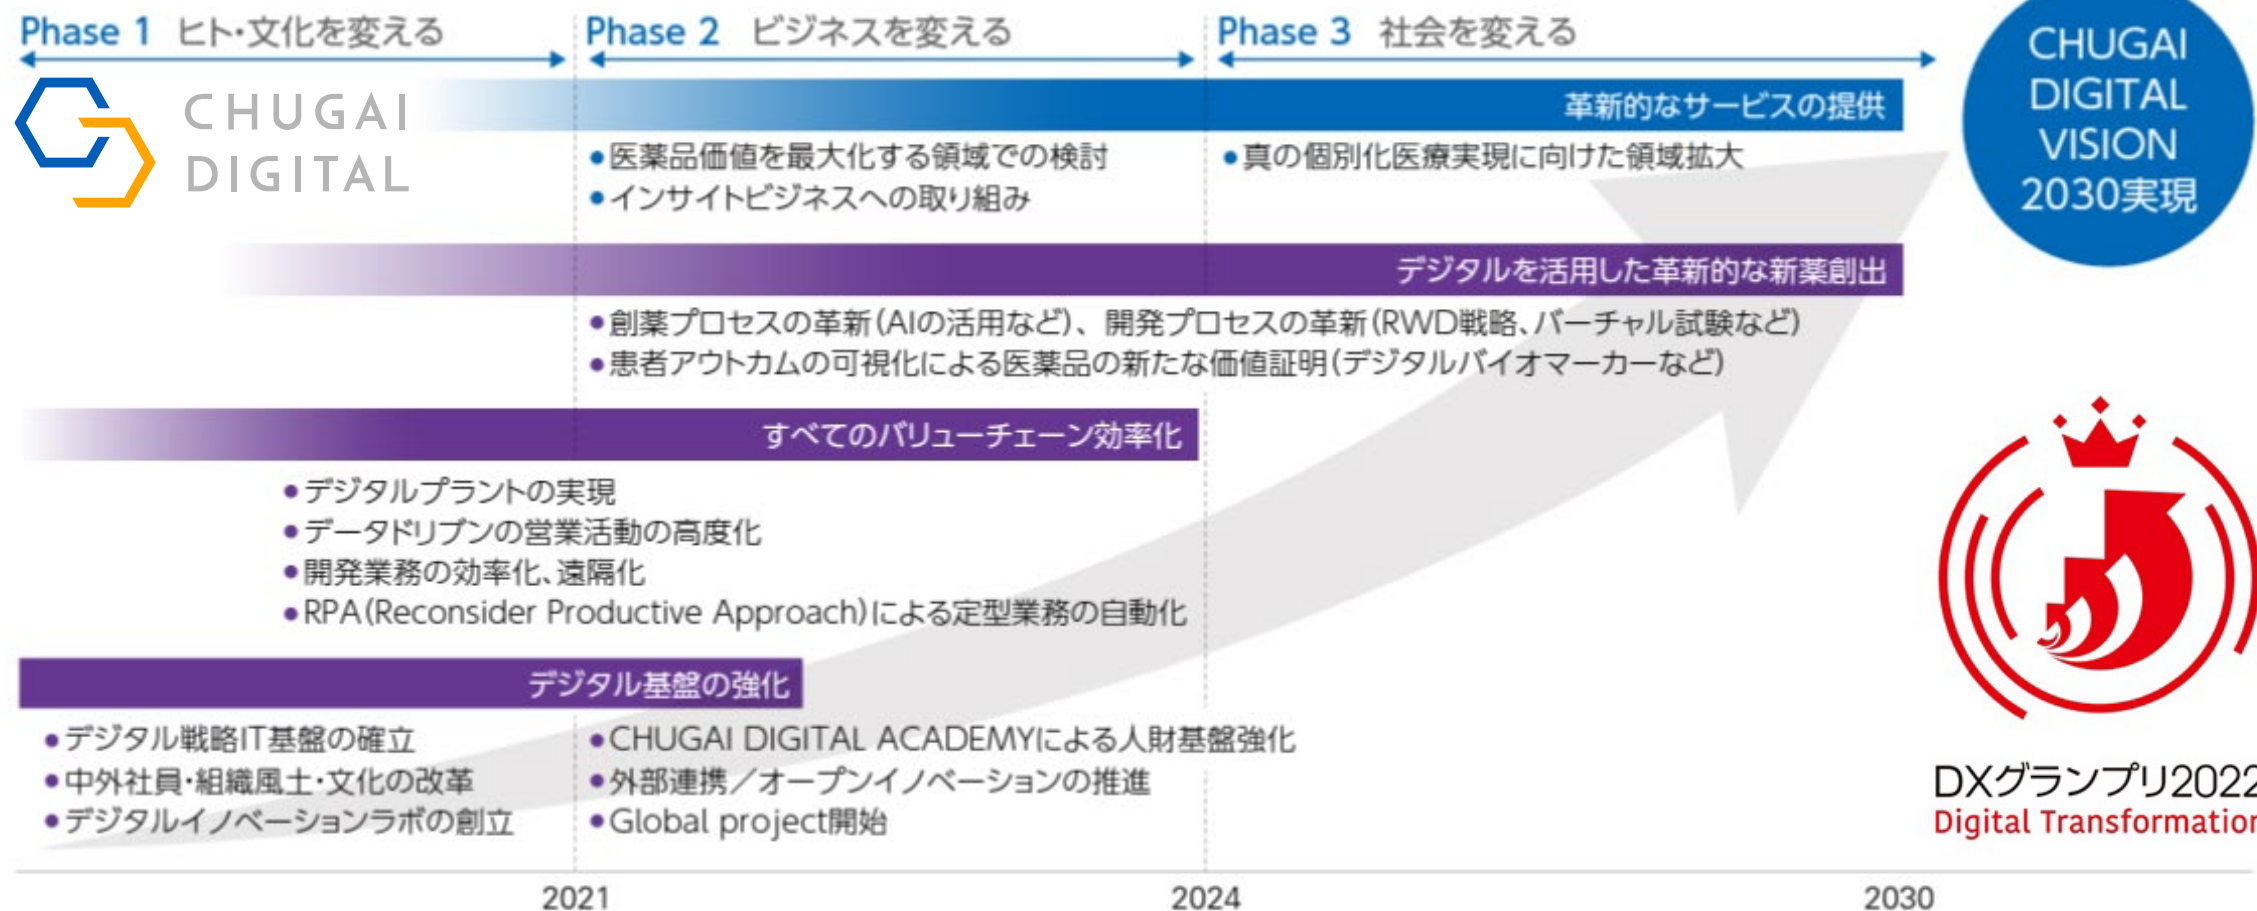 Phase 1 ヒト・文化を変える
Phase 2 ビジネスを変える
Phase 3 社会を変える
CHUGAI
DIGITAL
VISION
2030実現
CHUGAI
DIGITAL
革新的なサービスの提供
●医薬品価値を最大化する領域での検討
●インサイトビジネスへの取り組み
●真の個別化医療実現に向けた領域拡大
デジタルを活用した革新的な新薬創出
●創薬プロセスの革新(AIの活用など)、開発プロセスの革新(RWD戦略、バーチャル試験など)
●患者アウトカムの可視化による医薬品の新たな価値証明(デジタルバイオマーカーなど)
すべてのバリューチェーン効率化
●デジタルプラントの実現
●データドリブンの営業活動の高度化
●開発業務の効率化、遠隔化
●RPA(Reconsider Productive Approach)による定型業務の自動化
デジタル基盤の強化
●デジタル戦略IT基盤の確立
●中外社員・組織風土・文化の改革
●デジタルイノベーションラボの創立
●CHUGAI DIGITAL ACADEMYによる人財基盤強化
●外部連携／オープンイノベーションの推進
●Global project開始
DXグランプリ2022
Digital Transformation
2021
2024
2030